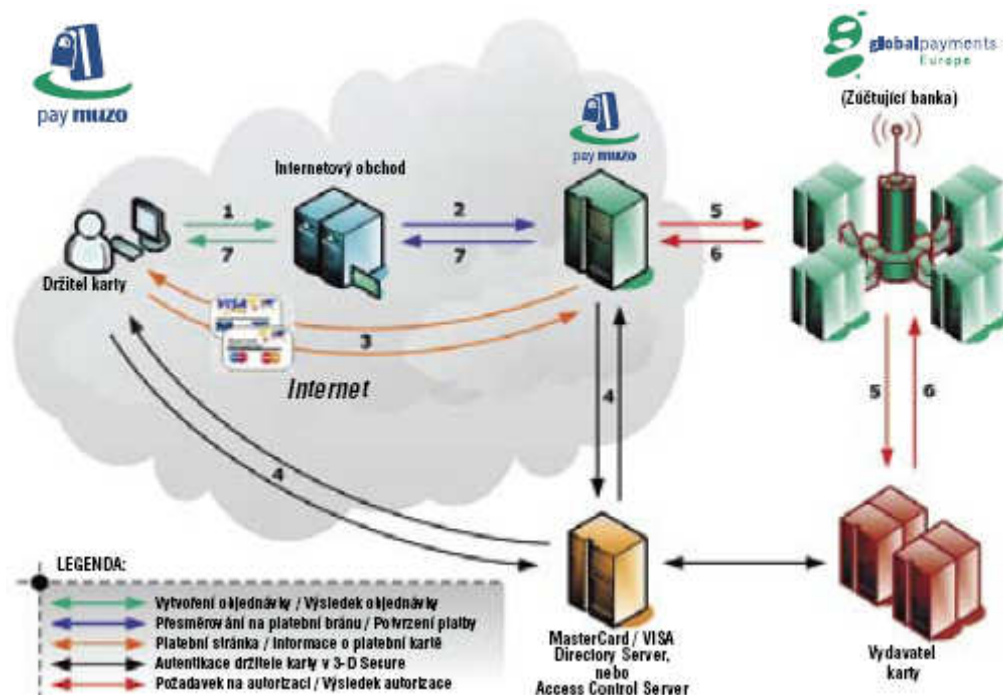 pay muzo
globalpayments
Europe
(Zúčtující banka)
Internetový obchod
pay muzo
1
2
5
7
7
6
Držitel karty
VISA
3
Internet
4
5
6
4
LEGENDA:
Vytvoření objednávky / Výsledek objednávky
Přesměrování na platební bránu / Potvrzení platby
Platební stránka / Informace o platební kartě
Autentikace držitele karty v 3-D Secure
Požadavek na autorizaci / Výsledek autorizace
MasterCard / VISA
Directory Server,
nebo
Access Control Server
Vydavatel
karty